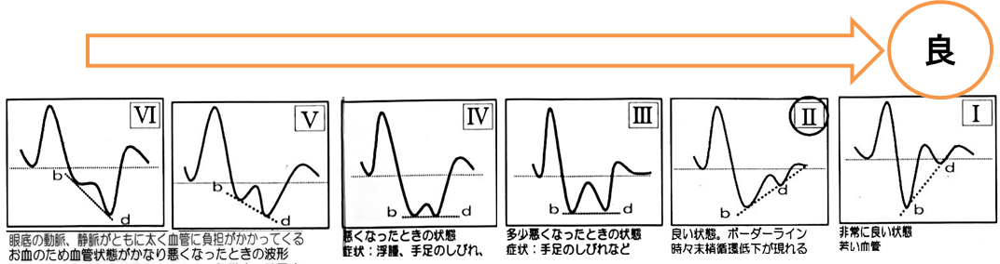 良
Ⅵ
b
d
Ⅴ
b
d
Ⅳ
b
d
Ⅲ
b
d
Ⅱ
b
d
Ⅰ
b
d
眼底の動脈、静脈がともに太く血管に負担がかかってくる
お血のため血管状態がかなり悪くなったときの波形
悪くなったときの状態
症状：浮腫、手足のしびれ、
多少悪くなったときの状態
症状：手足のしびれなど
良い状態。ボーダーライン
時々末梢循環低下が現れる
非常に良い状態
若い血管